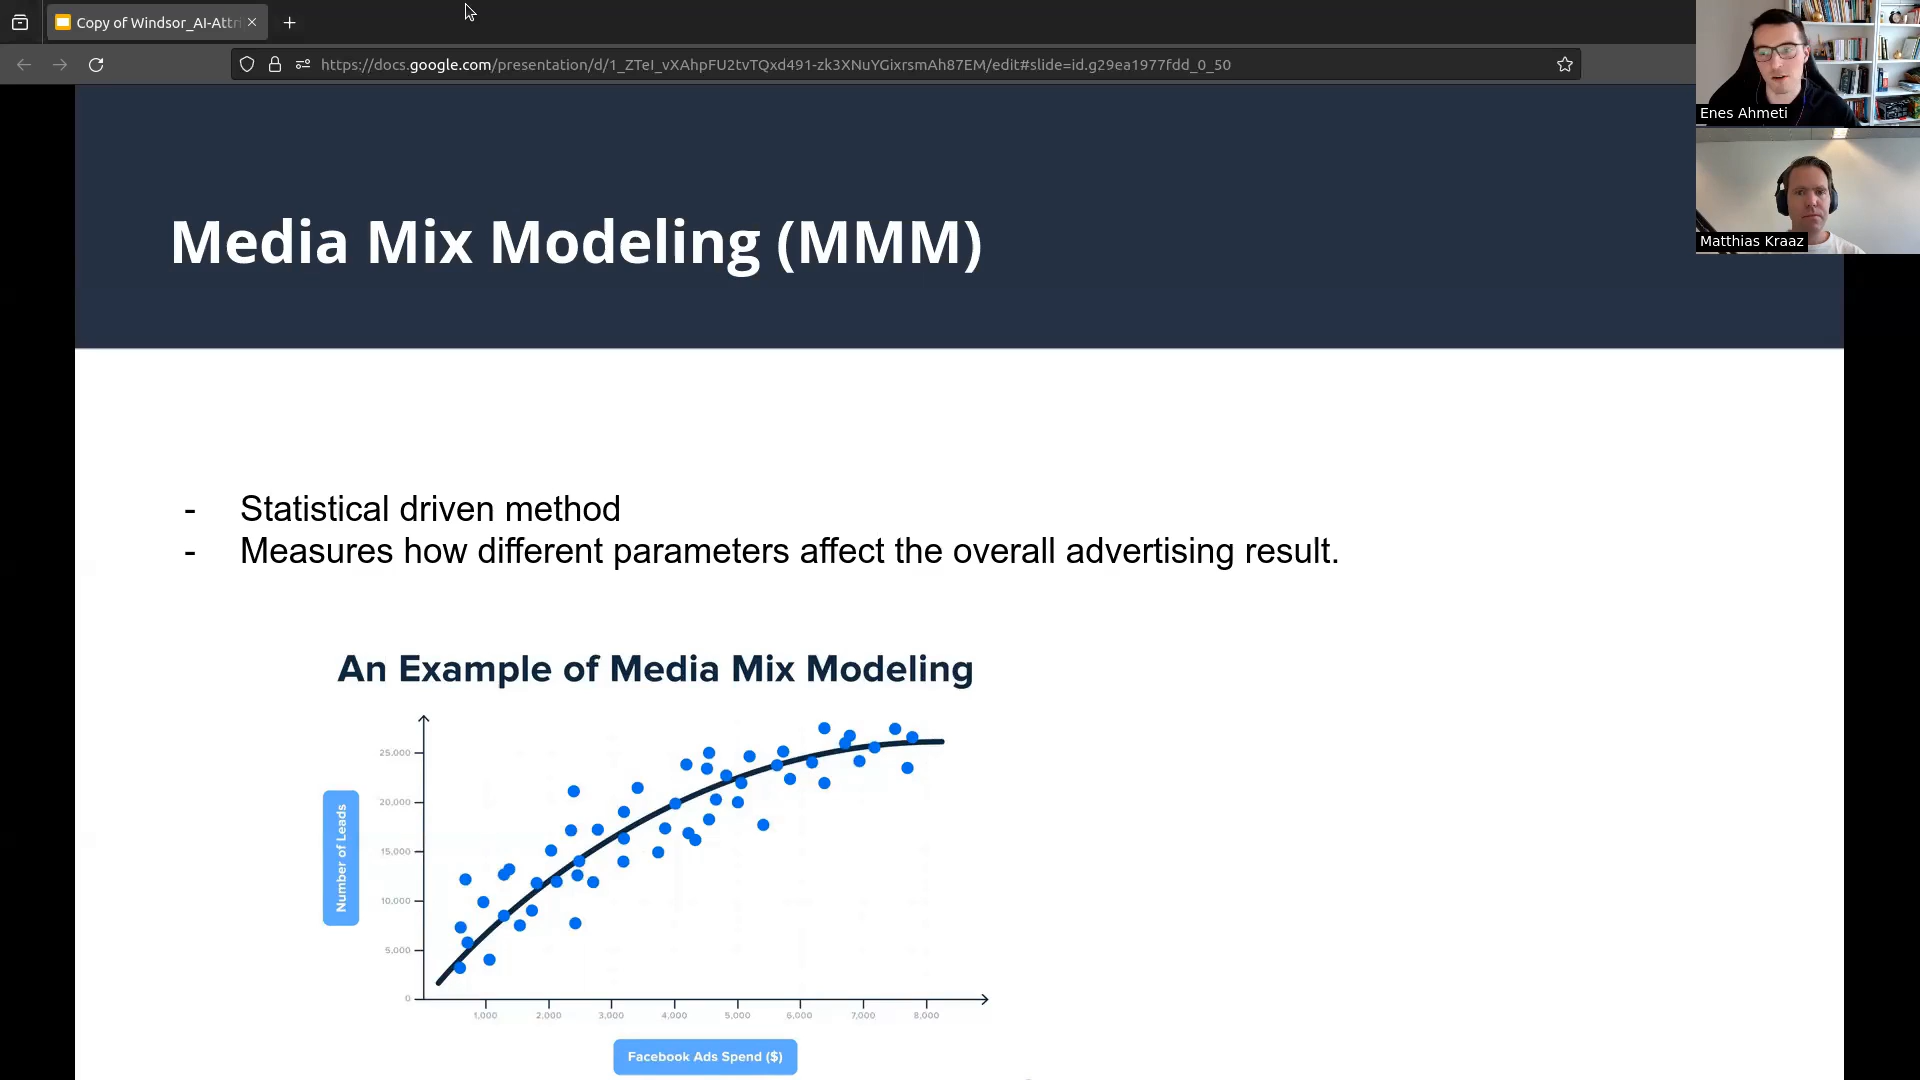 Copy of Windsor_AI-Attri
https://docs.google.com/presentation/d/1_ZTeI_vXAhpFU2tvTQxd491-zk3XNuYGixrsmAh87EM/edit#slide=id.g29ea1977fdd_0_50
Enes Ahmeti
Matthias Kraaz
Media Mix Modeling (MMM)
- Statistical driven method
- Measures how different parameters affect the overall advertising result.
An Example of Media Mix Modeling
25,000
20,000
15,000
10,000
5,000
0
Number of Leads
1,000 2,000 3,000 4,000 5,000 6,000 7,000 8,000
Facebook Ads Spend ($)